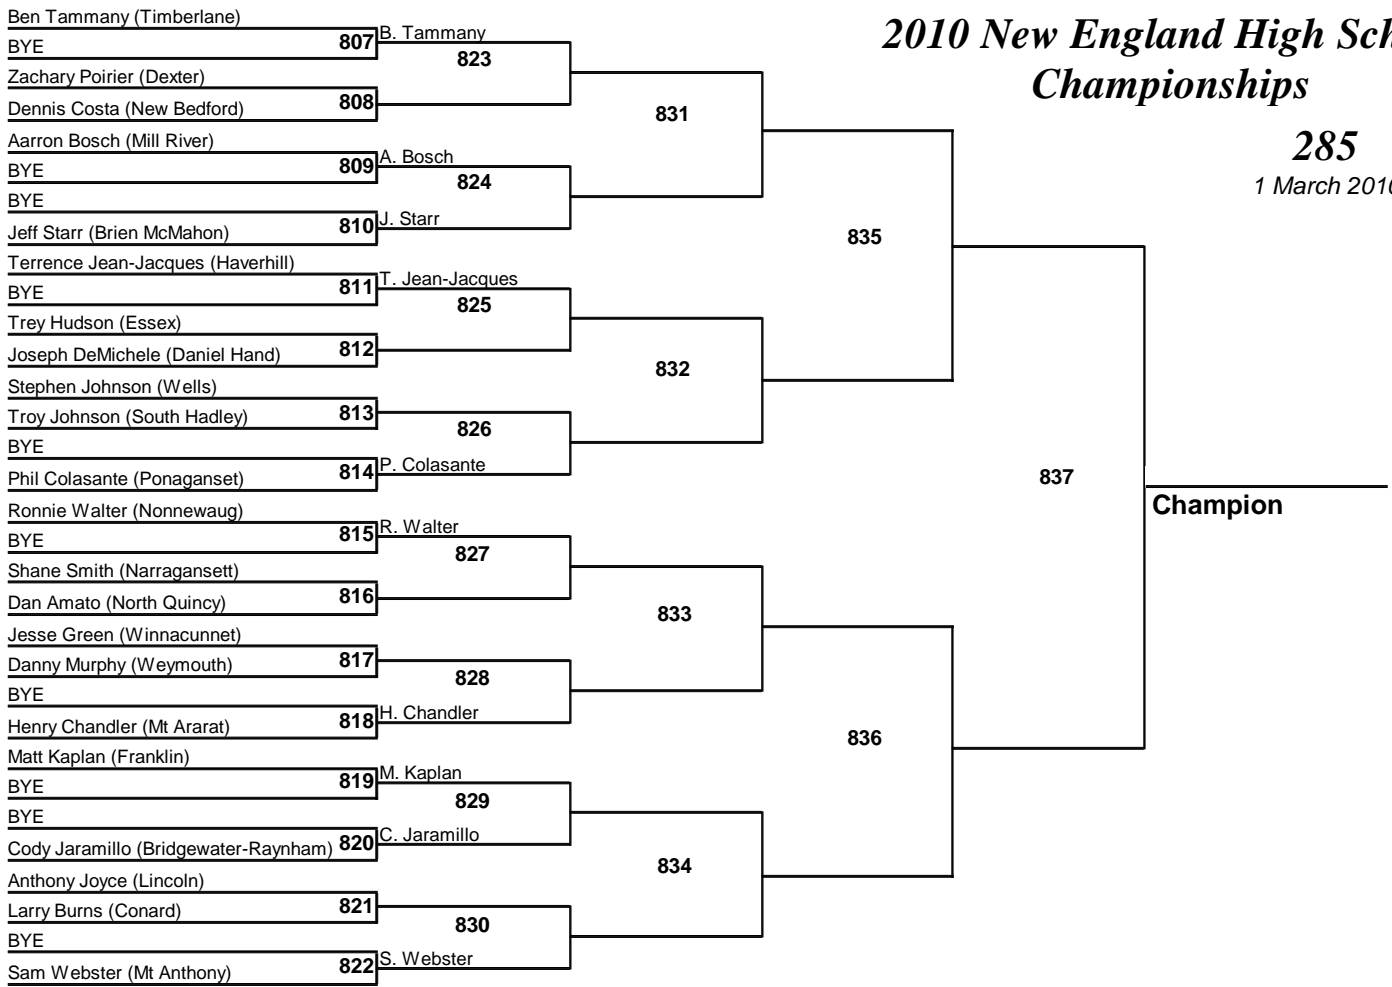 Ben Tammany (Timberlane)
BYE
807
B. Tammany
823
Zachary Poirier (Dexter)
Dennis Costa (New Bedford)
808
831
Aarron Bosch (Mill River)
BYE
809
A. Bosch
824
BYE
Jeff Starr (Brien McMahon)
810
J. Starr
835
Terrence Jean-Jacques (Haverhill)
BYE
811
T. Jean-Jacques
825
Trey Hudson (Essex)
Joseph DeMichele (Daniel Hand)
812
832
Stephen Johnson (Wells)
Troy Johnson (South Hadley)
813
826
BYE
Phil Colasante (Ponaganset)
814
P. Colasante
837
Champion
Ronnie Walter (Nonnewaug)
BYE
815
R. Walter
827
Shane Smith (Narragansett)
Dan Amato (North Quincy)
816
833
Jesse Green (Winnacunnet)
Danny Murphy (Weymouth)
817
828
BYE
Henry Chandler (Mt Ararat)
818
H. Chandler
836
Matt Kaplan (Franklin)
BYE
819
M. Kaplan
829
BYE
Cody Jaramillo (Bridgewater-Raynham)
820
C. Jaramillo
834
Anthony Joyce (Lincoln)
Larry Burns (Conard)
821
830
BYE
Sam Webster (Mt Anthony)
822
S. Webster
2010 New England High Sch
Championships
285
1 March 2010